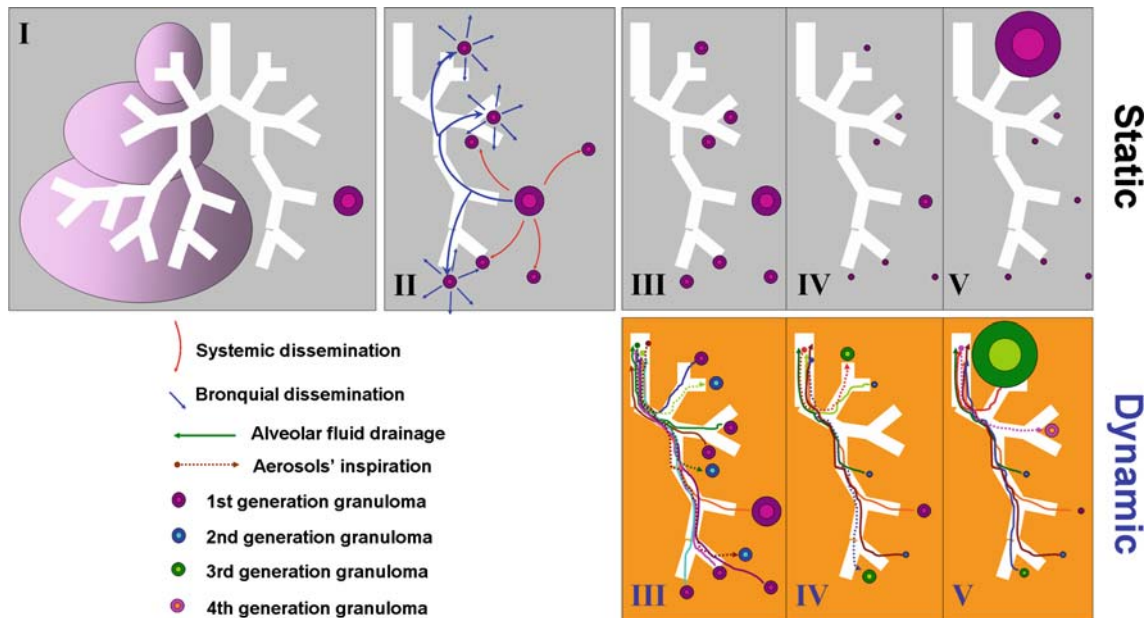 I
II
III
IV
V
Static
Systemic dissemination
Bronquial dissemination
Alveolar fluid drainage
Aerosols’ inspiration
1st generation granuloma
2nd generation granuloma
3rd generation granuloma
4th generation granuloma
III
IV
V
Dynamic